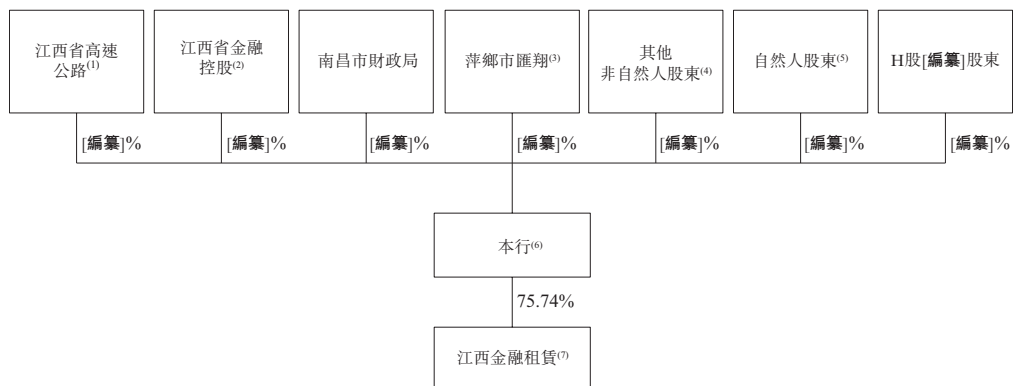 江西省高速
公路(1)
江西省金融
控股(2)
南昌市財政局
萍鄉市匯翔(3)
其他
非自然人股東(4)
自然人股東(5)
H股[編纂]股東
[編纂]%
[編纂]%
[編纂]%
[編纂]%
[編纂]%
[編纂]%
[編纂]%
本行(6)
75.74%
江西金融租賃(7)